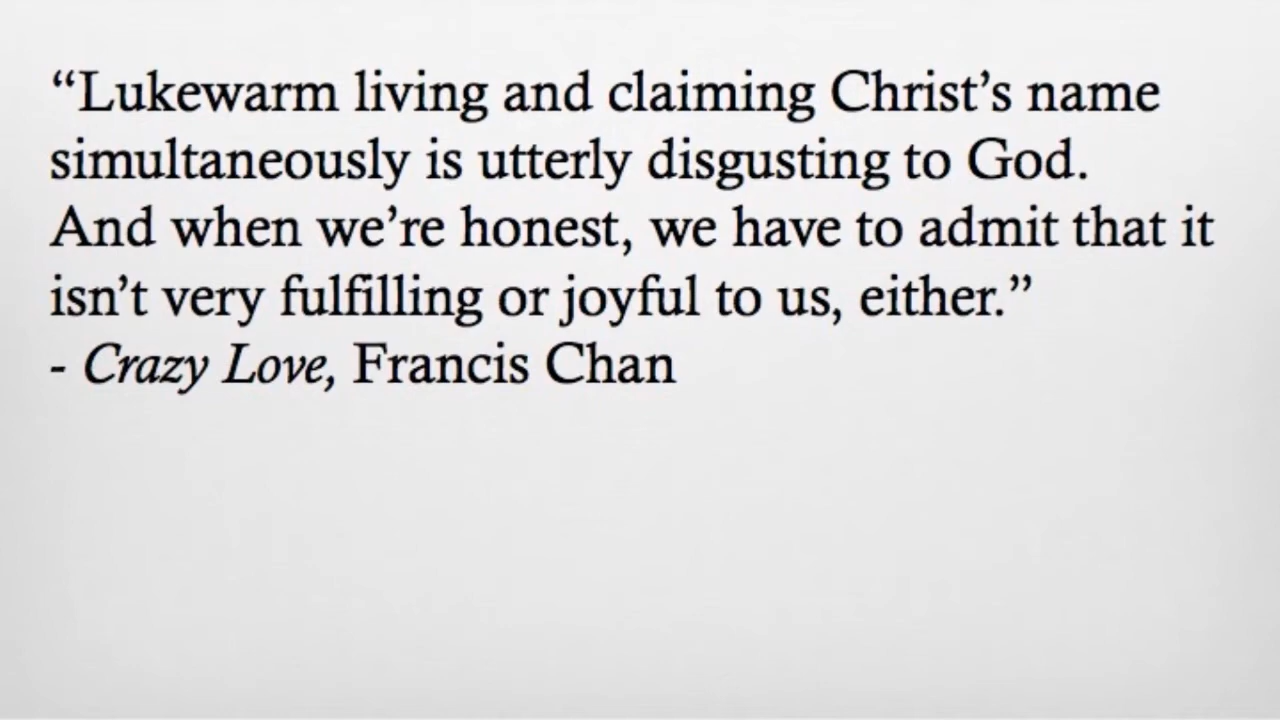 “Lukewarm living and claiming Christ’s name
simultaneously is utterly disgusting to God.
And when we’re honest, we have to admit that it
isn’t very fulfilling or joyful to us, either.”
- Crazy Love, Francis Chan